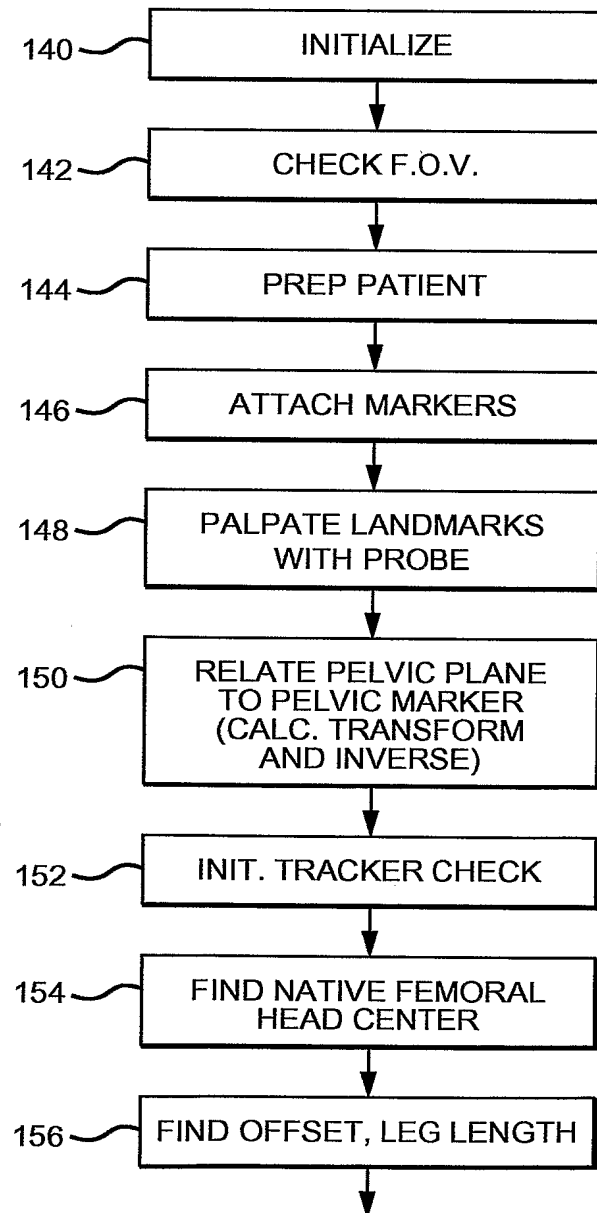 140
INITIALIZE
142
CHECK F.O.V.
144
PREP PATIENT
146
ATTACH MARKERS
148
PALPATE LANDMARKS
WITH PROBE
150
RELATE PELVIC PLANE
TO PELVIC MARKER
(CALC. TRANSFORM
AND INVERSE)
152
INIT. TRACKER CHECK
154
FIND NATIVE FEMORAL
HEAD CENTER
156
FIND OFFSET, LEG LENGTH